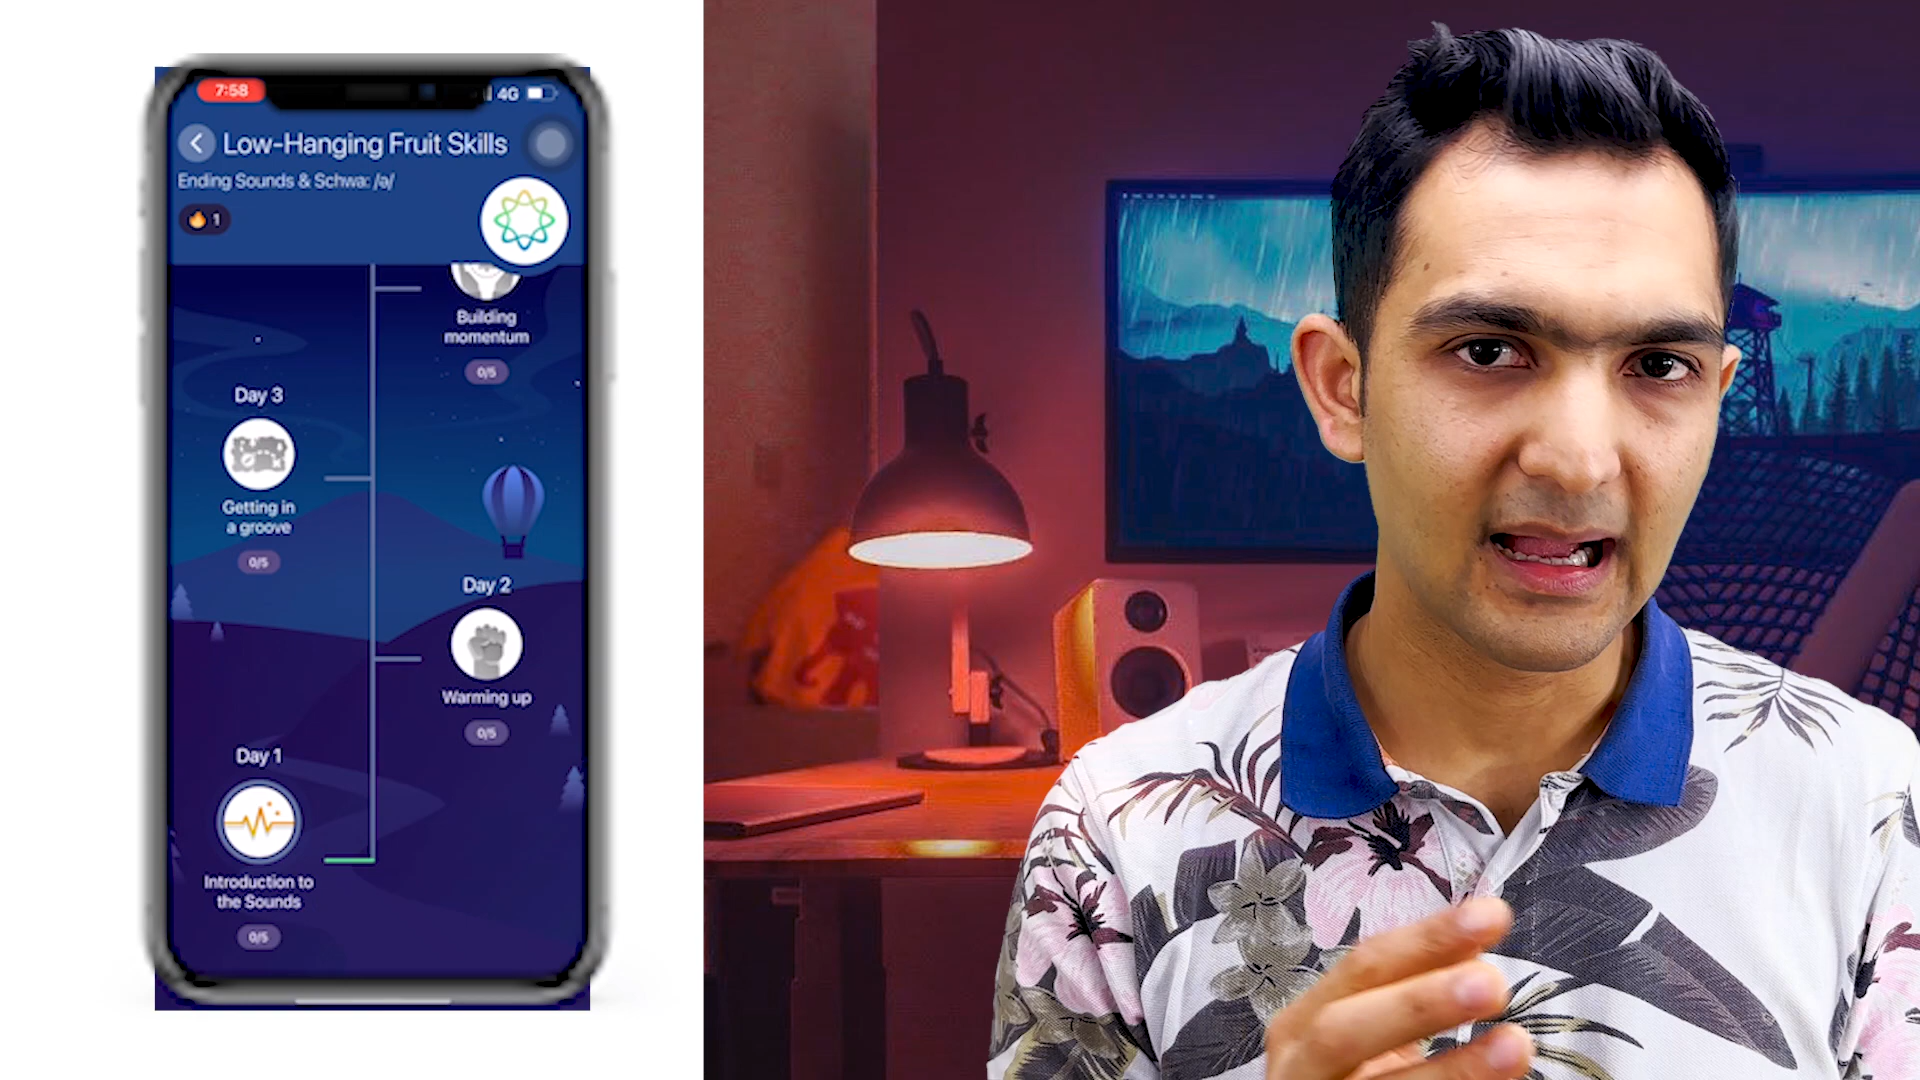 7:58
4G
Low-Hanging Fruit Skills
Ending Sounds & Schwa: /ə/
1
Building
momentum
0/5
Day 3
Getting in
a groove
0/5
Day 2
Warming up
0/5
Day 1
Introduction to
the Sounds
0/5